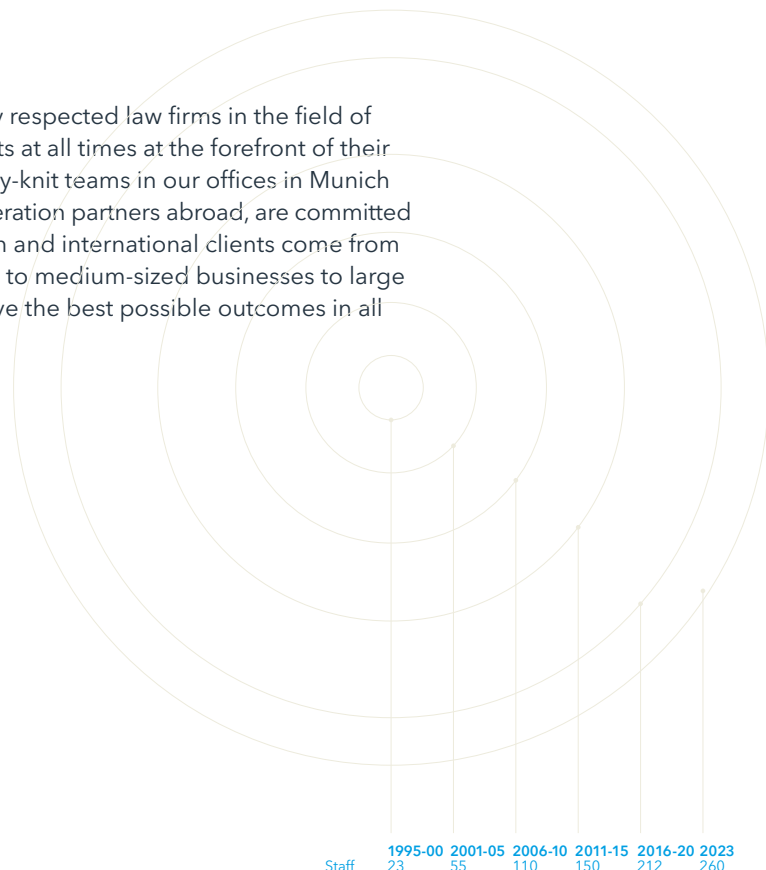 respected law firms in the field of
ts at all times at the forefront of their
y-knit teams in our offices in Munich
eration partners abroad, are committed
n and international clients come from
to medium-sized businesses to large
ve the best possible outcomes in all
1995-00 2001-05 2006-10 2011-15 2016-20 2023
Staff 23 55 110 150 212 260